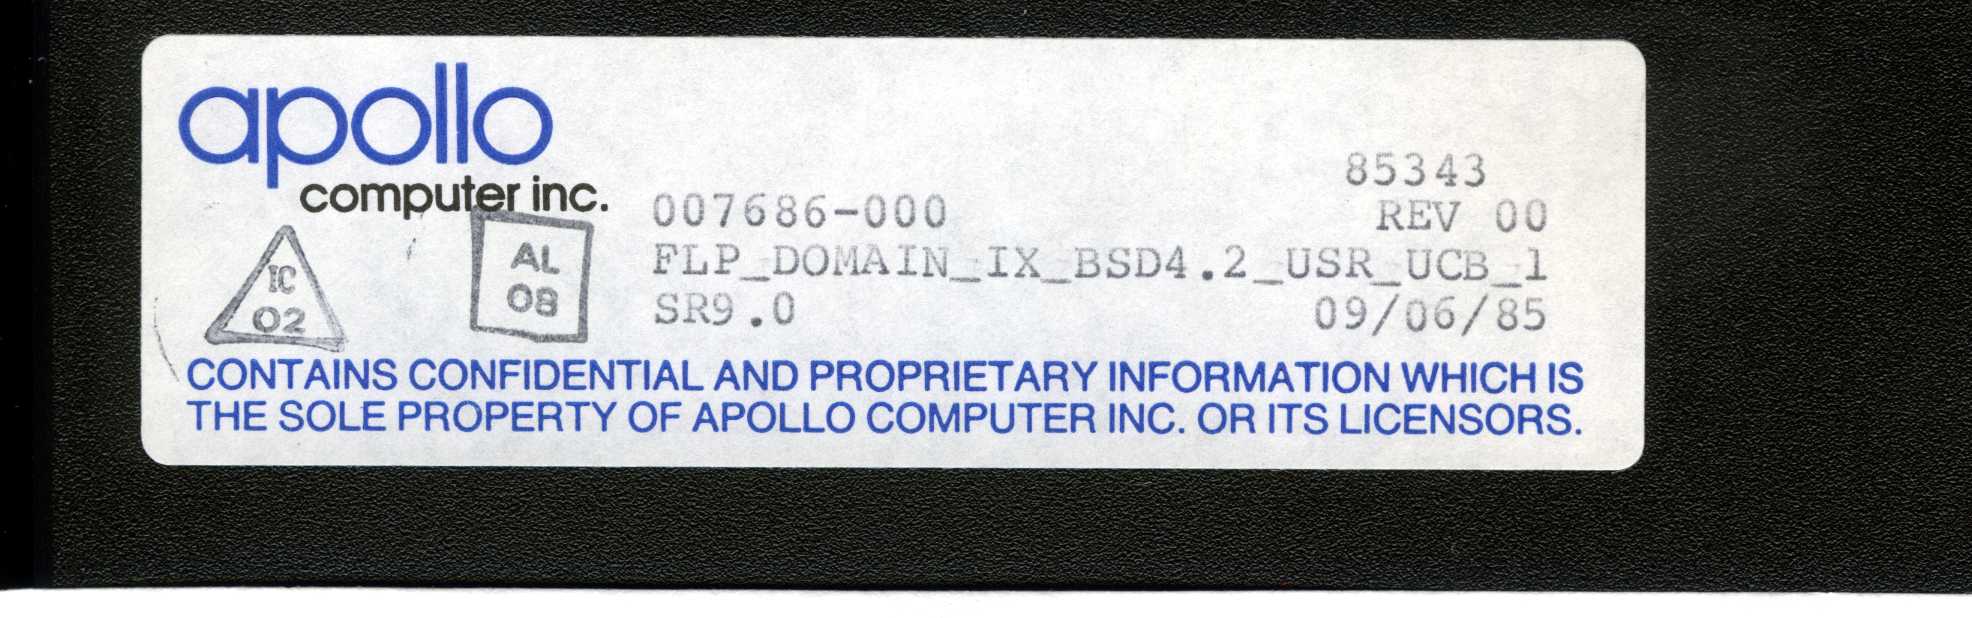 apollo
computer inc.
85343
007686-000 REV 00
FLP_DOMAIN_IX_BSD4.2_USR_UCB_1
SR9.0 09/06/85
IC
02
AL
08
CONTAINS CONFIDENTIAL AND PROPRIETARY INFORMATION WHICH IS
THE SOLE PROPERTY OF APOLLO COMPUTER INC. OR ITS LICENSORS.